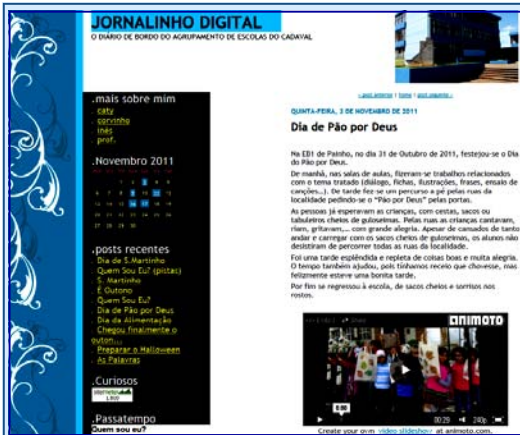 JORNALINHO DIGITAL
O DIÁRIO DE BORDO DO AGRUPAMENTO DE ESCOLAS DO CADAVAL
« post anterior | home » post seguinte »
.mais sobre mim
. caty
. corvinho
. inês
. prof.
.Novembro 2011
.posts recentes
. Dia de S.Martinho
. Quem Sou Eu? (pistas)
. S. Martinho
. É Outono
. Quem Sou Eu?
. Dia de Pão por Deus
. Dia da Alimentação
. Chegou finalmente o
outon...
. Preparar o Halloween
. As Palavras
.Curiosos
.Passatempo
Quem sou eu?
QUINTA-FEIRA, 3 DE NOVEMBRO DE 2011
Dia de Pão por Deus
Na EB1 de Painho, no dia 31 de Outubro de 2011, festejou-se o Dia
do Pão por Deus.
De manhã, nas salas de aulas, fizeram-se trabalhos relacionados
com o tema tratado (diálogo, fichas, ilustrações, frases, ensaio de
canções…). De tarde fez-se um percurso a pé pelas ruas da
localidade pedindo-se o “Pão por Deus” pelas portas.
As pessoas já esperavam as crianças, com cestas, sacos ou
tabuleiros cheios de guloseimas. Pelas ruas as crianças cantavam,
riam, gritavam,… com grande alegria. Apesar de cansados de tanto
andar e carregar com os sacos cheios de guloseimas, os alunos não
desistiram de percorrer todas as ruas da localidade.
Foi uma tarde esplêndida e repleta de coisas boas e muita alegria.
O tempo também ajudou, pois tínhamos receio que chovesse, mas
felizmente esteve uma bonita tarde.
Por fim se regressou à escola, de sacos cheios e sorrisos nos
rostos.
ANIMOTO
00:29
240p
Create your own video slideshow at animoto.com.